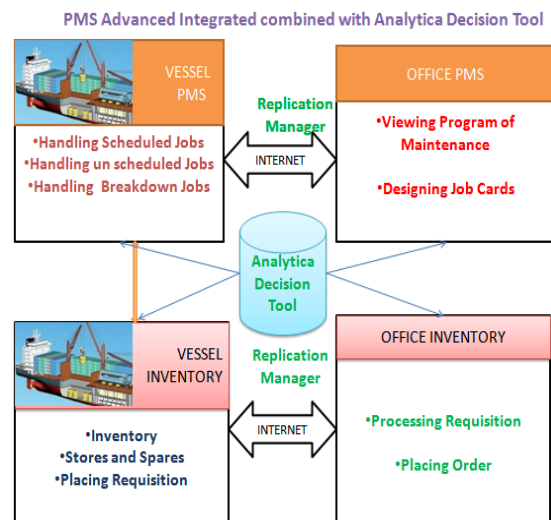 PMS Advanced Integrated combined with Analytica Decision Tool
VESSEL
PMS
•Handling Scheduled Jobs
•Handling un scheduled Jobs
•Handling Breakdown Jobs
Replication
Manager
INTERNET
OFFICE PMS
•Viewing Program of
Maintenance
•Designing Job Cards
Analytica
Decision
Tool
VESSEL
INVENTORY
•Inventory
•Stores and Spares
•Placing Requisition
Replication
Manager
INTERNET
OFFICE INVENTORY
•Processing Requisition
•Placing Order